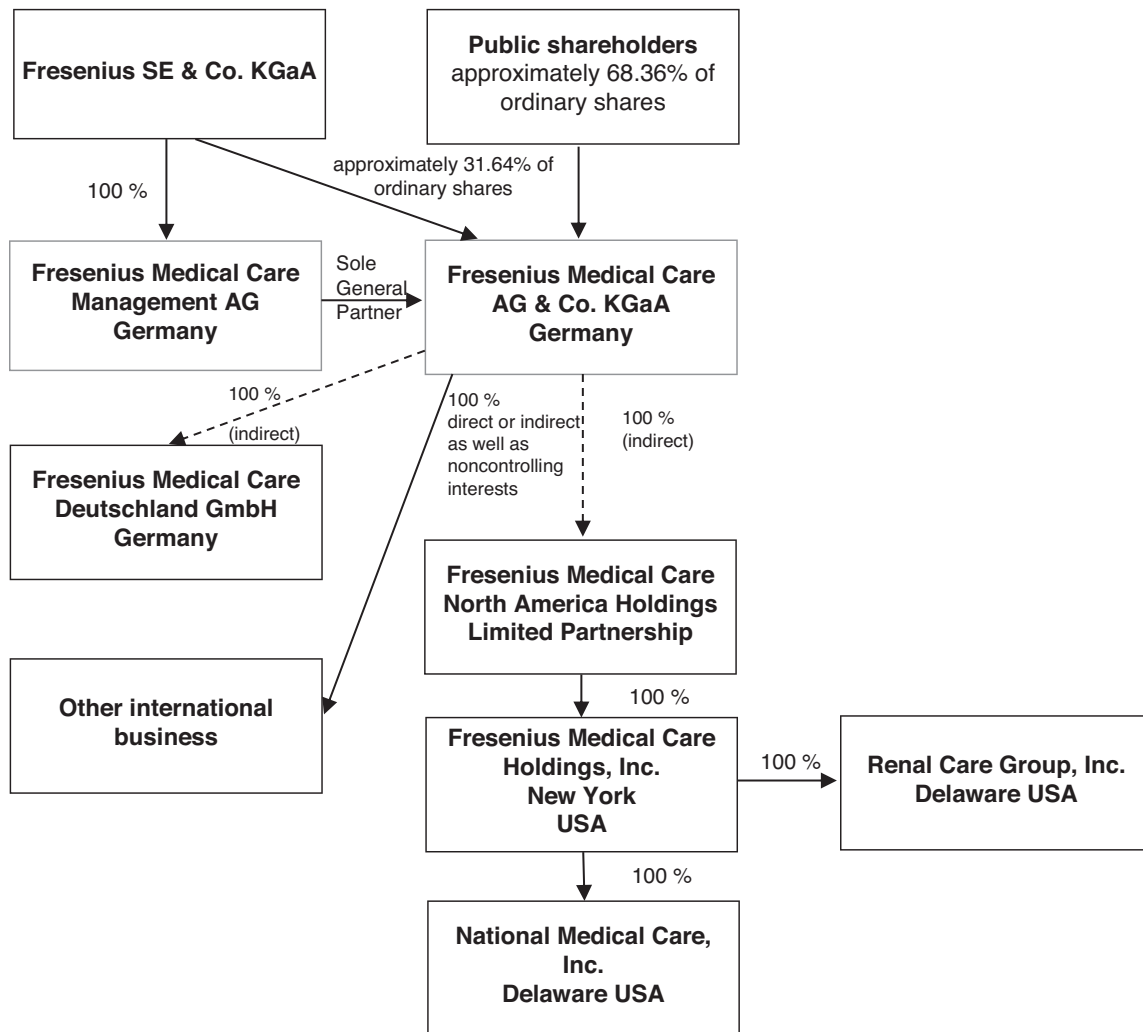 Fresenius SE & Co. KGaA
Public shareholders
approximately 68.36% of
ordinary shares
approximately 31.64% of
ordinary shares
100 %
Fresenius Medical Care
Management AG
Germany
Sole
General
Partner
Fresenius Medical Care
AG & Co. KGaA
Germany
100 %
(indirect)
100 %
direct or indirect
as well as
noncontrolling
interests
100 %
(indirect)
Fresenius Medical Care
Deutschland GmbH
Germany
Fresenius Medical Care
North America Holdings
Limited Partnership
Other international
business
100 %
Fresenius Medical Care
Holdings, Inc.
New York
USA
100 %
Renal Care Group, Inc.
Delaware USA
100 %
National Medical Care,
Inc.
Delaware USA